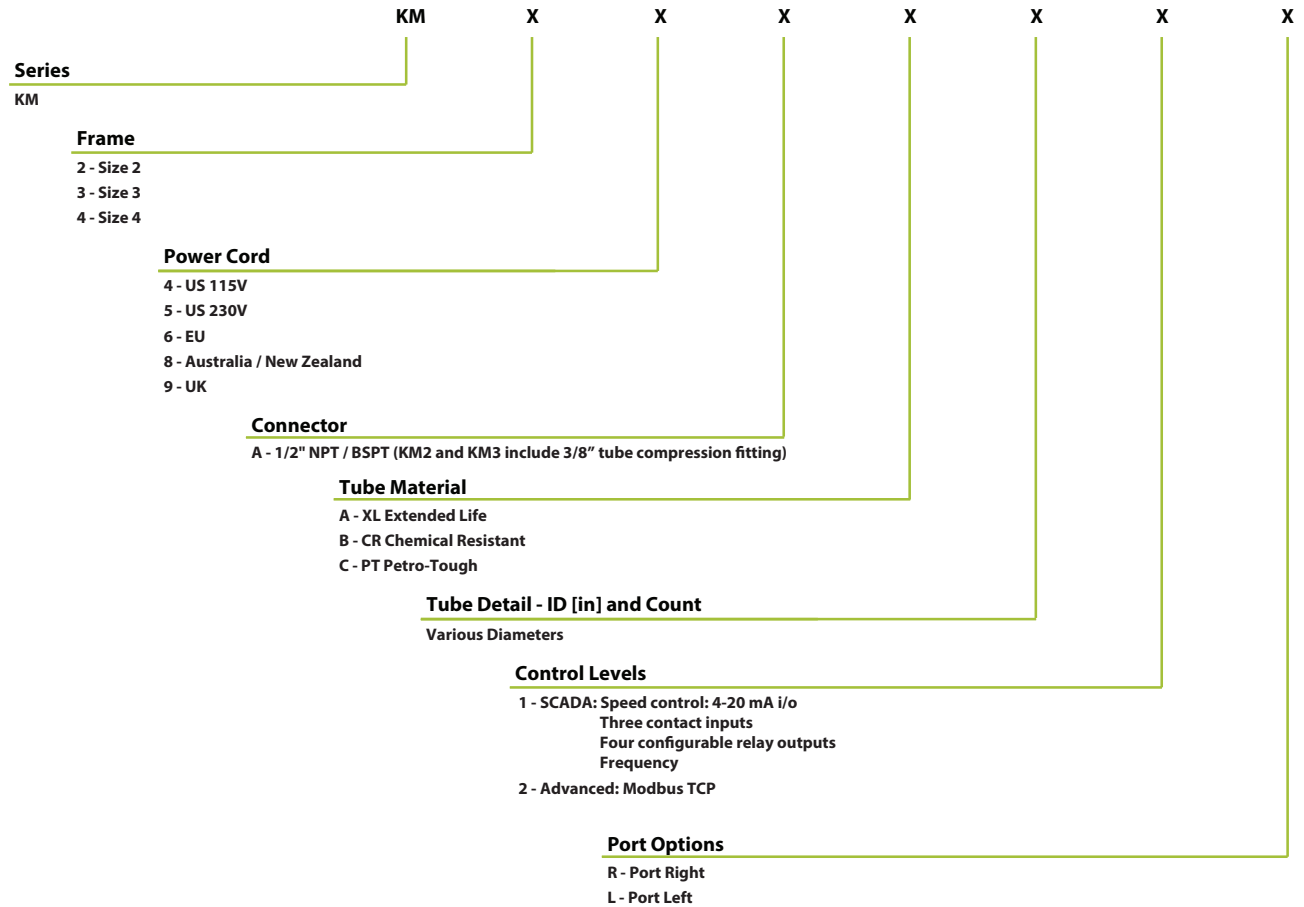 KM X X X X X X X
Series
KM
Frame
2 - Size 2
3 - Size 3
4 - Size 4
Power Cord
4 - US 115V
5 - US 230V
6 - EU
8 - Australia / New Zealand
9 - UK
Connector
A - 1/2" NPT / BSPT (KM2 and KM3 include 3/8” tube compression fitting)
Tube Material
A - XL Extended Life
B - CR Chemical Resistant
C - PT Petro-Tough
Tube Detail - ID [in] and Count
Various Diameters
Control Levels
1 - SCADA: Speed control: 4-20 mA i/o
Three contact inputs
Four configurable relay outputs
Frequency
2 - Advanced: Modbus TCP
Port Options
R - Port Right
L - Port Left